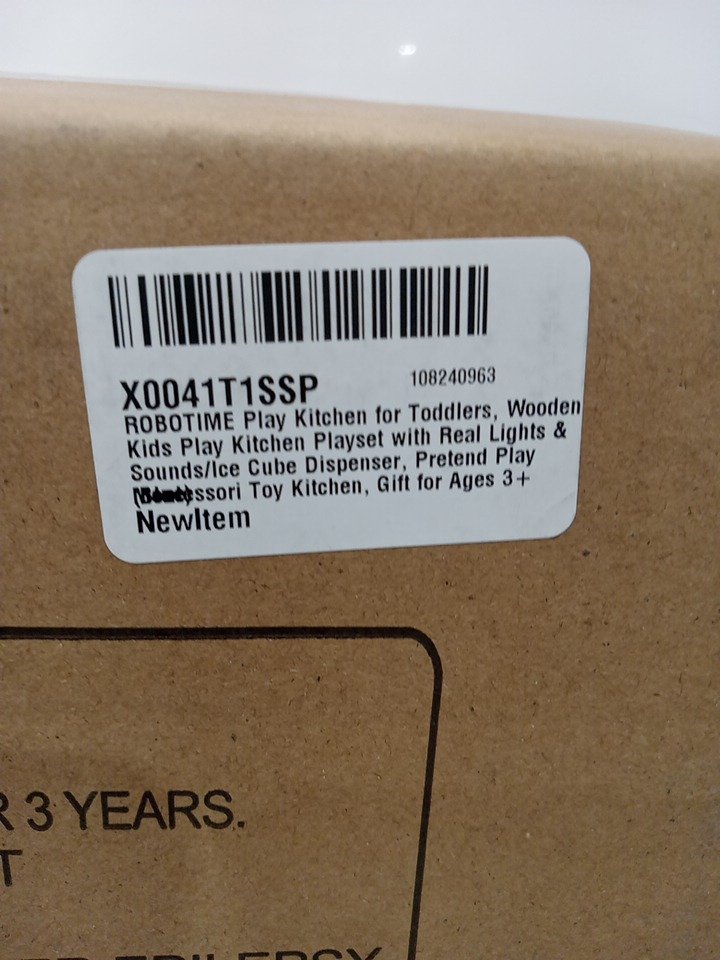 X0041T1SSP
108240963
ROBOTIME Play Kitchen for Toddlers, Wooden
Kids Play Kitchen Playset with Real Lights &
Sounds/Ice Cube Dispenser, Pretend Play
ssori Toy Kitchen, Gift for Ages 3+
NewItem
R 3 YEARS.
T
EPILEPSY